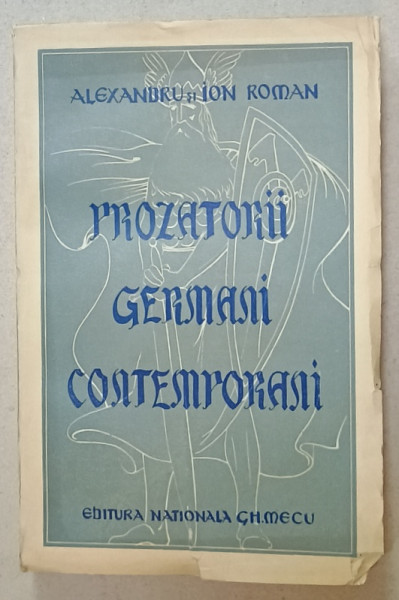 ALEXANDRU ȘI ION ROMAN
PROZATORII
GERMANI
CONTEMPORANI
EDITURA NATIONALA GH.MECU